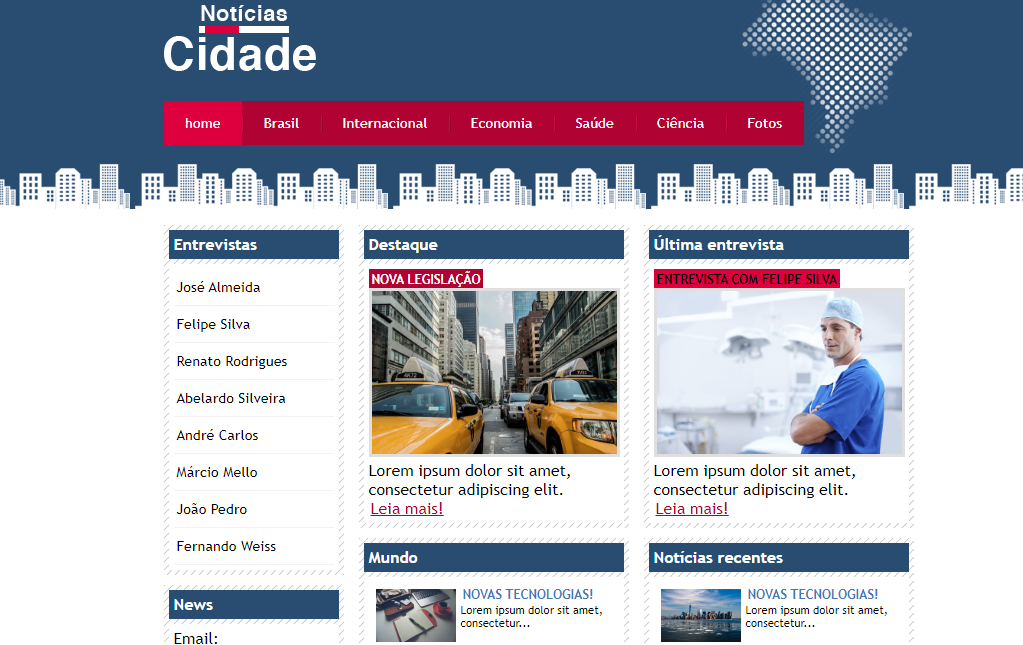 Notícias
Cidade
home Brasil Internacional Economia Saúde Ciência Fotos
Entrevistas
José Almeida
Felipe Silva
Renato Rodrigues
Abelardo Silveira
André Carlos
Márcio Mello
João Pedro
Fernando Weiss
News
Email:
Destaque
NOVA LEGISLAÇÃO
Lorem ipsum dolor sit amet,
consectetur adipiscing elit.
Leia mais!
Mundo
NOVAS TECNOLOGIAS!
Lorem ipsum dolor sit amet,
consectetur...
Última entrevista
ENTREVISTA COM FELIPE SILVA
Lorem ipsum dolor sit amet,
consectetur adipiscing elit.
Leia mais!
Notícias recentes
NOVAS TECNOLOGIAS!
Lorem ipsum dolor sit amet,
consectetur...